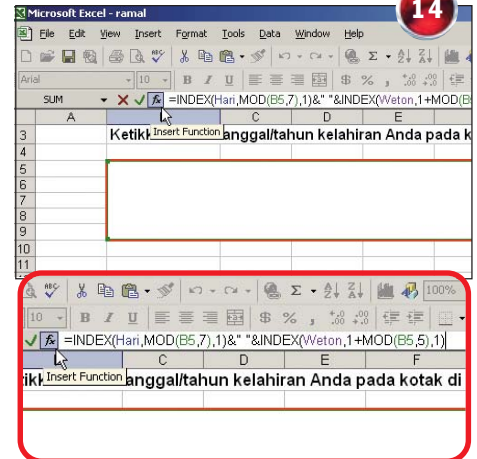 Microsoft Excel - ramal
14
File Edit View Insert Format Tools Data Window Help
Arial 10 B I U $ % ,
SUM fx =INDEX(Hari,MOD(B5,7),1)&" "&INDEX(Weton,1+MOD(B5
A C D E
Insert Function
3 Ketikk anggal/tahun kelahiran Anda pada k
4
5
6
7
8
9
10
11
100%
10 B I U $ % ,
fx =INDEX(Hari,MOD(B5,7),1)&" "&INDEX(Weton,1+MOD(B5,5),1)
C D E F
Insert Function
tikk anggal/tahun kelahiran Anda pada kotak di